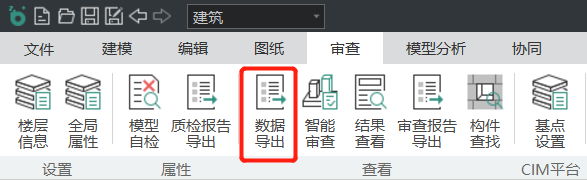 建筑
文件 建模 编辑 图纸 审查 模型分析 协同
楼层 全局 模型 质检报告 数据 智能 结果 审查报告 构件 基点
信息 属性 自检 导出 导出 审查 查看 导出 查找 设置
设置 属性 查看 CIM平台